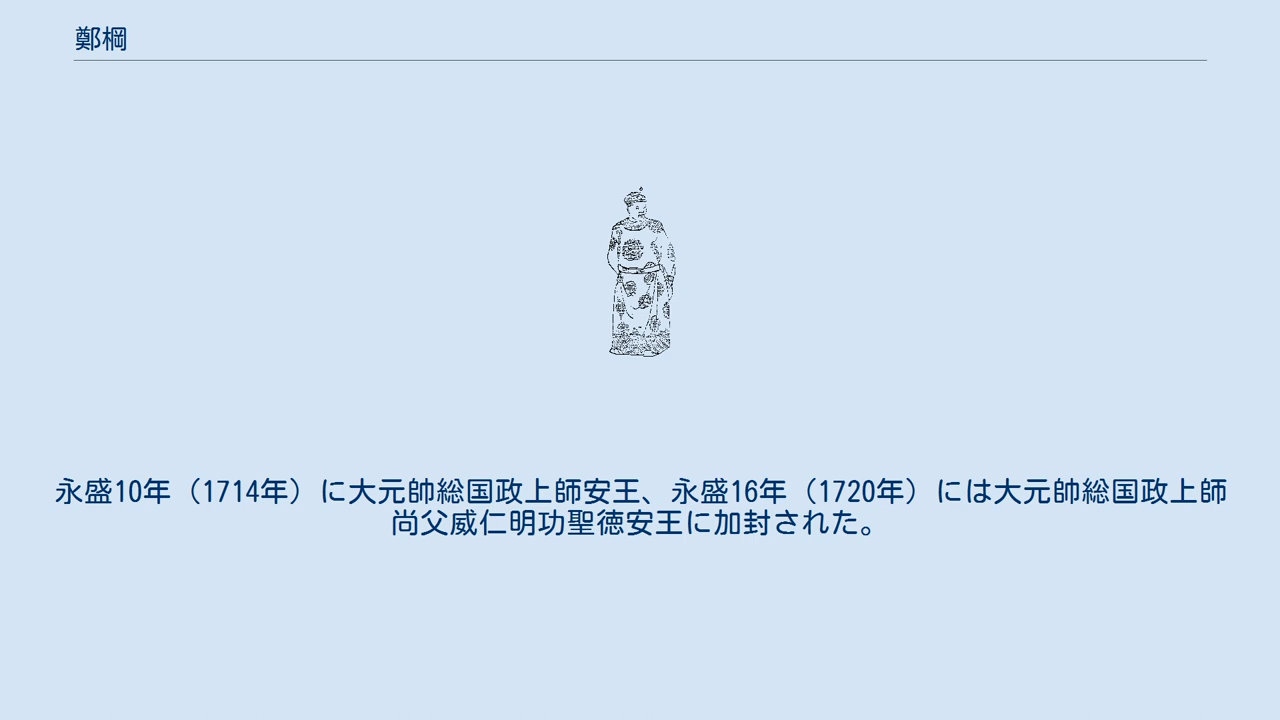 鄭棡
永盛10年（1714年）に大元帥総国政上師安王、永盛16年（1720年）には大元帥総国政上師
尚父威仁明功聖徳安王に加封された。